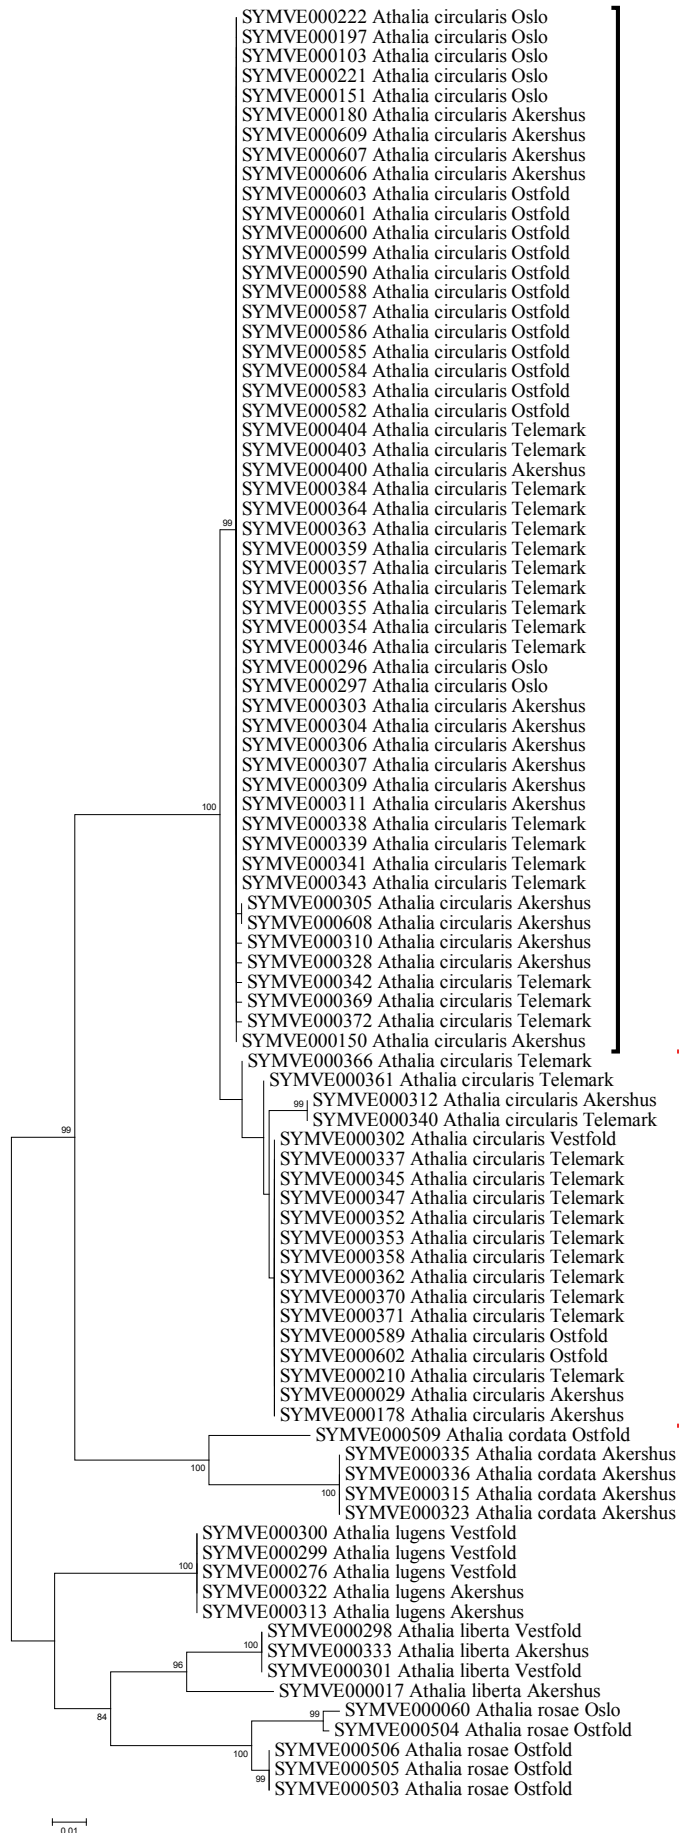 SYMVE000222 Athalia circularis Oslo
SYMVE000197 Athalia circularis Oslo
SYMVE000103 Athalia circularis Oslo
SYMVE000221 Athalia circularis Oslo
SYMVE000151 Athalia circularis Oslo
SYMVE000180 Athalia circularis Akershus
SYMVE000609 Athalia circularis Akershus
SYMVE000607 Athalia circularis Akershus
SYMVE000606 Athalia circularis Akershus
SYMVE000603 Athalia circularis Ostfold
SYMVE000601 Athalia circularis Ostfold
SYMVE000600 Athalia circularis Ostfold
SYMVE000599 Athalia circularis Ostfold
SYMVE000590 Athalia circularis Ostfold
SYMVE000588 Athalia circularis Ostfold
SYMVE000587 Athalia circularis Ostfold
SYMVE000586 Athalia circularis Ostfold
SYMVE000585 Athalia circularis Ostfold
SYMVE000584 Athalia circularis Ostfold
SYMVE000583 Athalia circularis Ostfold
SYMVE000582 Athalia circularis Ostfold
SYMVE000404 Athalia circularis Telemark
SYMVE000403 Athalia circularis Telemark
SYMVE000400 Athalia circularis Akershus
SYMVE000384 Athalia circularis Telemark
SYMVE000364 Athalia circularis Telemark
99 SYMVE000363 Athalia circularis Telemark
SYMVE000359 Athalia circularis Telemark
SYMVE000357 Athalia circularis Telemark
SYMVE000356 Athalia circularis Telemark
SYMVE000355 Athalia circularis Telemark
SYMVE000354 Athalia circularis Telemark
SYMVE000346 Athalia circularis Telemark
SYMVE000296 Athalia circularis Oslo
SYMVE000297 Athalia circularis Oslo
SYMVE000303 Athalia circularis Akershus
SYMVE000304 Athalia circularis Akershus
SYMVE000306 Athalia circularis Akershus
SYMVE000307 Athalia circularis Akershus
SYMVE000309 Athalia circularis Akershus
100 SYMVE000311 Athalia circularis Akershus
SYMVE000338 Athalia circularis Telemark
SYMVE000339 Athalia circularis Telemark
SYMVE000341 Athalia circularis Telemark
SYMVE000343 Athalia circularis Telemark
SYMVE000305 Athalia circularis Akershus
SYMVE000608 Athalia circularis Akershus
SYMVE000310 Athalia circularis Akershus
SYMVE000328 Athalia circularis Akershus
SYMVE000342 Athalia circularis Telemark
SYMVE000369 Athalia circularis Telemark
SYMVE000372 Athalia circularis Telemark
SYMVE000150 Athalia circularis Akershus
SYMVE000366 Athalia circularis Telemark
SYMVE000361 Athalia circularis Telemark
99 SYMVE000312 Athalia circularis Akershus
SYMVE000340 Athalia circularis Telemark
99 SYMVE000302 Athalia circularis Vestfold
SYMVE000337 Athalia circularis Telemark
SYMVE000345 Athalia circularis Telemark
SYMVE000347 Athalia circularis Telemark
SYMVE000352 Athalia circularis Telemark
SYMVE000353 Athalia circularis Telemark
SYMVE000358 Athalia circularis Telemark
SYMVE000362 Athalia circularis Telemark
SYMVE000370 Athalia circularis Telemark
SYMVE000371 Athalia circularis Telemark
SYMVE000589 Athalia circularis Ostfold
SYMVE000602 Athalia circularis Ostfold
SYMVE000210 Athalia circularis Telemark
SYMVE000029 Athalia circularis Akershus
SYMVE000178 Athalia circularis Akershus
SYMVE000509 Athalia cordata Ostfold
SYMVE000335 Athalia cordata Akershus
100 SYMVE000336 Athalia cordata Akershus
100 SYMVE000315 Athalia cordata Akershus
SYMVE000323 Athalia cordata Akershus
SYMVE000300 Athalia lugens Vestfold
SYMVE000299 Athalia lugens Vestfold
100 SYMVE000276 Athalia lugens Vestfold
SYMVE000322 Athalia lugens Akershus
SYMVE000313 Athalia lugens Akershus
SYMVE000298 Athalia liberta Vestfold
100 SYMVE000333 Athalia liberta Akershus
96 SYMVE000301 Athalia liberta Vestfold
SYMVE000017 Athalia liberta Akershus
99 SYMVE000060 Athalia rosae Oslo
84 SYMVE000504 Athalia rosae Ostfold
100 SYMVE000506 Athalia rosae Ostfold
SYMVE000505 Athalia rosae Ostfold
99 SYMVE000503 Athalia rosae Ostfold
0.01